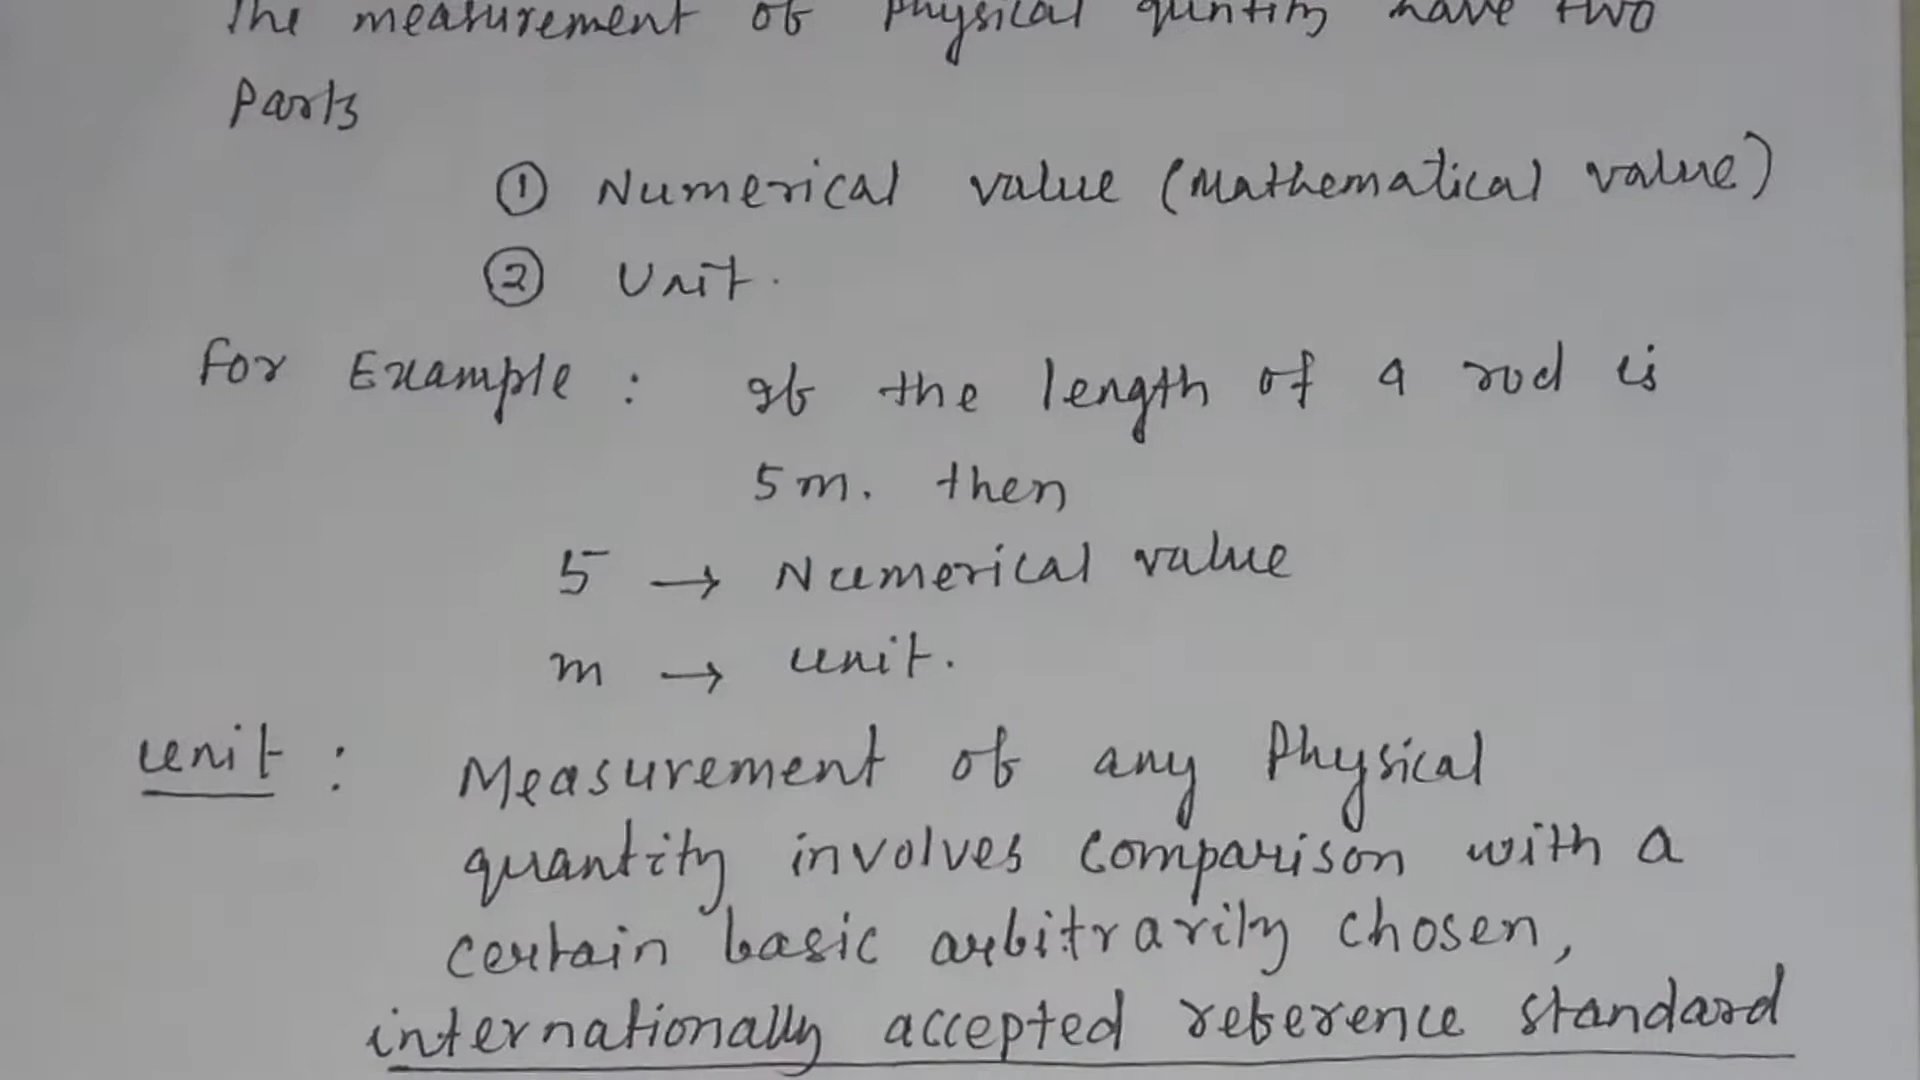 The measurement of Physical quntity have two
Parts
① Numerical value (Mathematical value)
② Unit.
For Example : If the length of a rod is
5m. then
5 → Numerical value
m → unit.
unit : Measurement of any Physical
quantity involves comparison with a
certain basic arbitrarily chosen,
internationally accepted reference standard